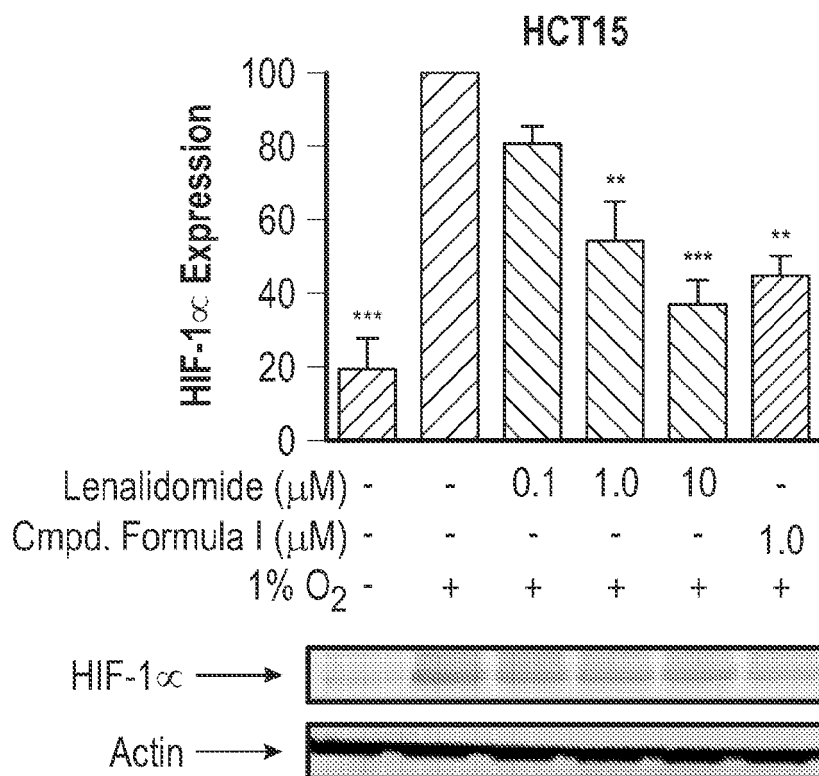 HCT15
HIF-1∝ Expression
100
80
60
40
20
0
***
**
***
**
Lenalidomide (µM) - - 0.1 1.0 10 -
Cmpd. Formula I (µM) - - - - - 1.0
1% O₂ - + + + + +
HIF-1∝
Actin